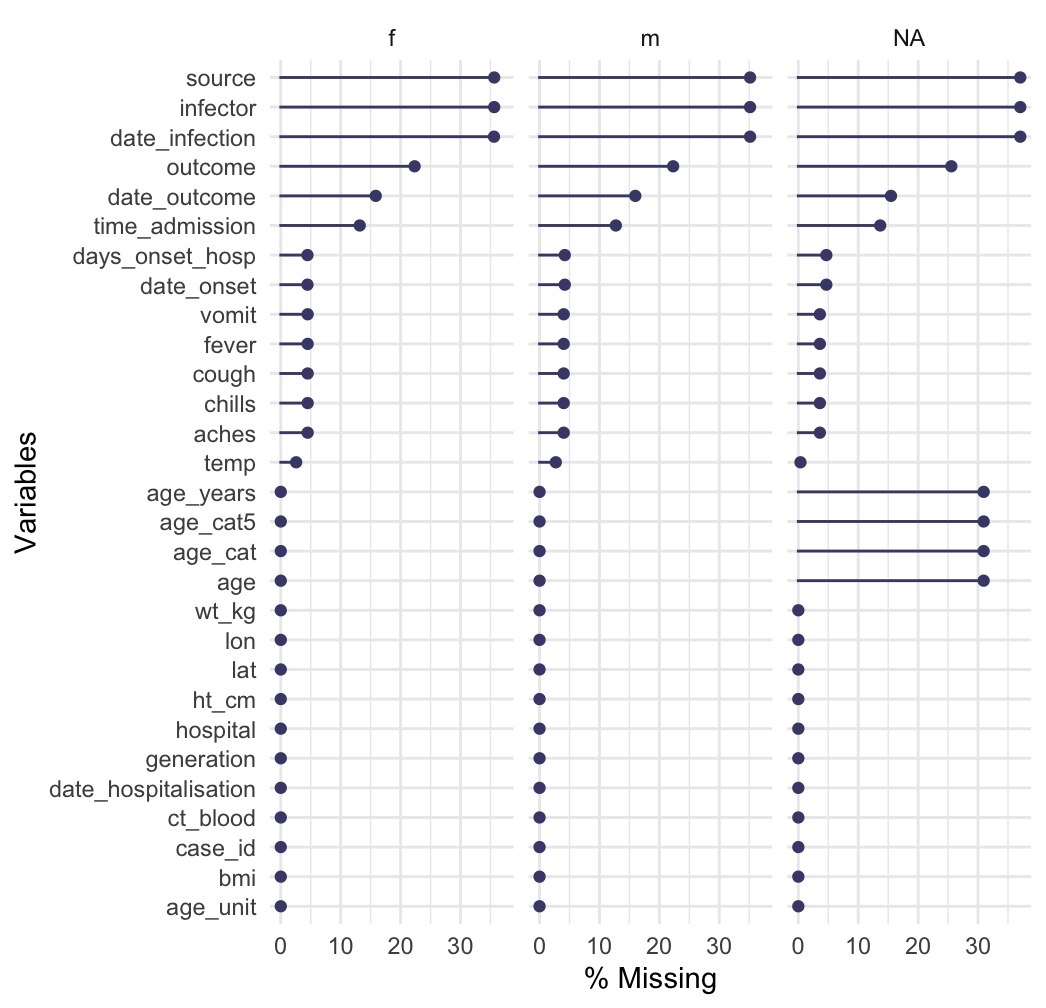 f m NA
source
infector
date_infection
outcome
date_outcome
time_admission
days_onset_hosp
date_onset
vomit
fever
cough
chills
aches
temp
age_years
age_cat5
age_cat
age
wt_kg
lon
lat
ht_cm
hospital
generation
date_hospitalisation
ct_blood
case_id
bmi
age_unit
Variables
0 10 20 30 0 10 20 30 0 10 20 30
% Missing